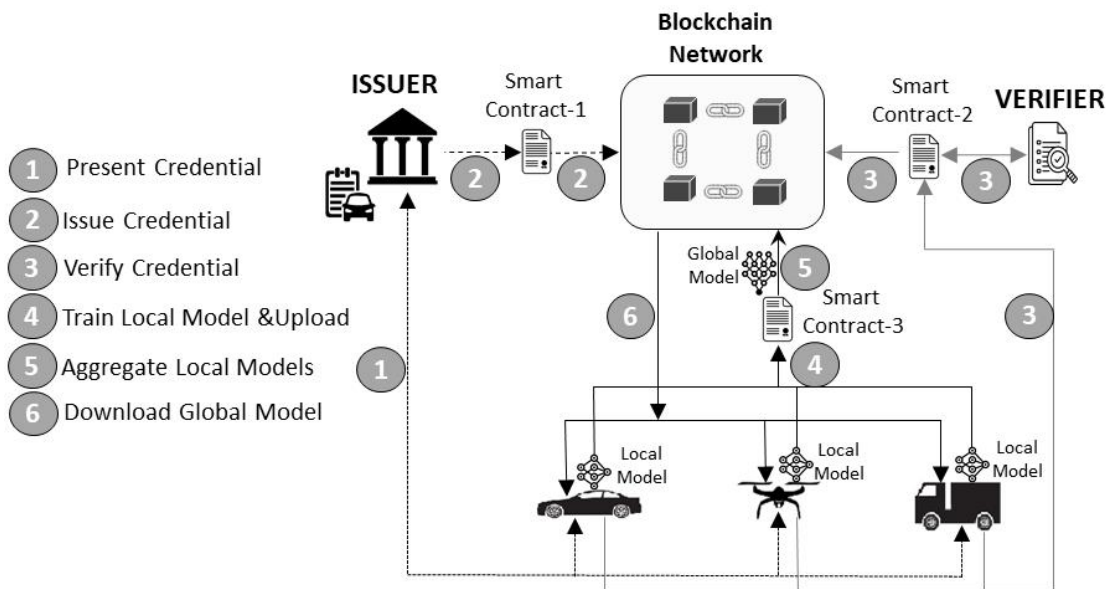 Blockchain
Network
ISSUER
Smart
Contract-1
Smart
Contract-2
VERIFIER
1 Present Credential
2 Issue Credential
3 Verify Credential
4 Train Local Model &Upload
5 Aggregate Local Models
6 Download Global Model
2
2
3
3
Global
Model
5
Smart
Contract-3
6
3
4
1
Local
Model
Local
Model
Local
Model